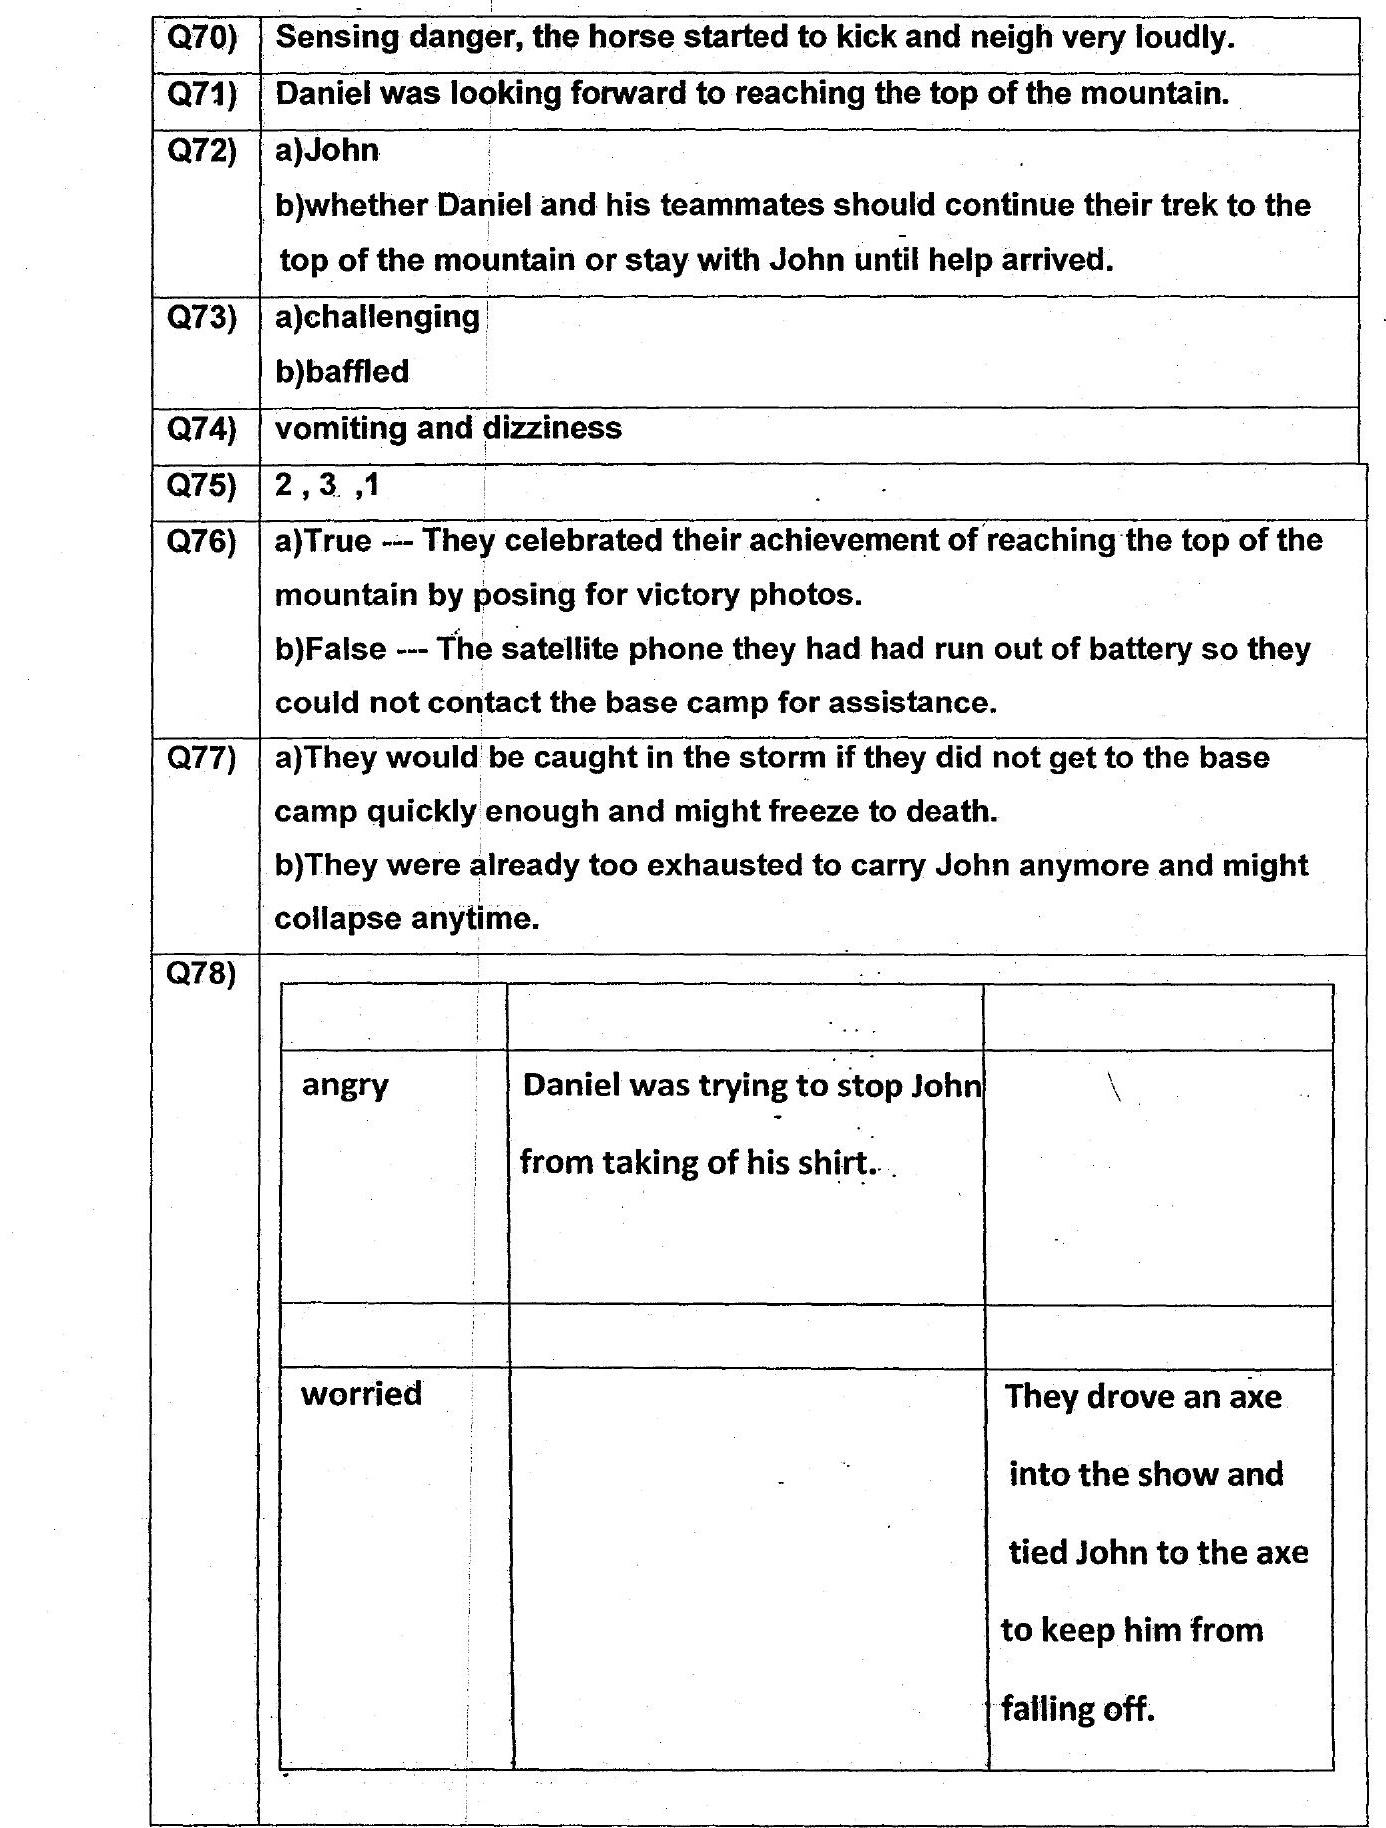 Q70) Sensing danger, the horse started to kick and neigh very loudly.
Q71) Daniel was looking forward to reaching the top of the mountain.
Q72) a)John
b)whether Daniel and his teammates should continue their trek to the
top of the mountain or stay with John until help arrived.
Q73) a)challenging
b)baffled
Q74) vomiting and dizziness
Q75) 2 , 3 ,1
Q76) a)True --- They celebrated their achievement of reaching the top of the
mountain by posing for victory photos.
b)False --- The satellite phone they had had run out of battery so they
could not contact the base camp for assistance.
Q77) a)They would be caught in the storm if they did not get to the base
camp quickly enough and might freeze to death.
b)They were already too exhausted to carry John anymore and might
collapse anytime.
Q78)
angry Daniel was trying to stop John
from taking of his shirt.
worried They drove an axe
into the show and
tied John to the axe
to keep him from
falling off.